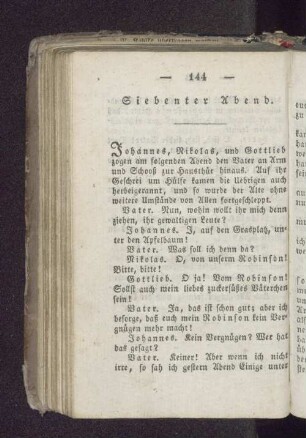 — 144 —
Siebenter Abend.
Johannes, Nikolas, und Gottlieb
zogen am folgenden Abend den Vater an Arm
und Schooß zur Hausthür hinaus. Auf ihr
Geschrei um Hülfe kamen die Uebrigen auch
herbeigerannt, und so wurde der Alte ohne
weitere Umstände von Allen fortgeschleppt.
Vater. Nun, wohin wollt ihr mich denn
ziehen, ihr gewaltigen Leute?
Johannes. I, auf den Grasplatz, un-
ter den Apfelbaum!
Vater. Was soll ich denn da?
Nikolas. O, von unserm Robinson!
Bitte, bitte!
Gottlieb. O ja! Vom Robinson!
Sollst auch mein liebes zuckersüßes Väterchen
sein!
Vater. Ja, das ist schon gut; aber ich
besorge, daß euch mein Robinson kein Ver-
gnügen mehr macht!
Johannes. Kein Vergnügen? Wer hat
das gesagt?
Vater. Keiner! Aber wenn ich nicht
irre, so sah ich gestern Abend Einige unter